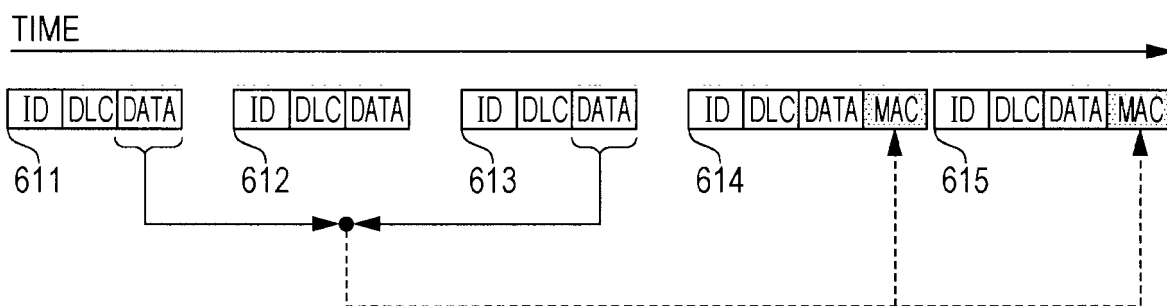 TIME
ID DLC DATA ID DLC DATA ID DLC DATA ID DLC DATA MAC ID DLC DATA MAC
611 612 613 614 615